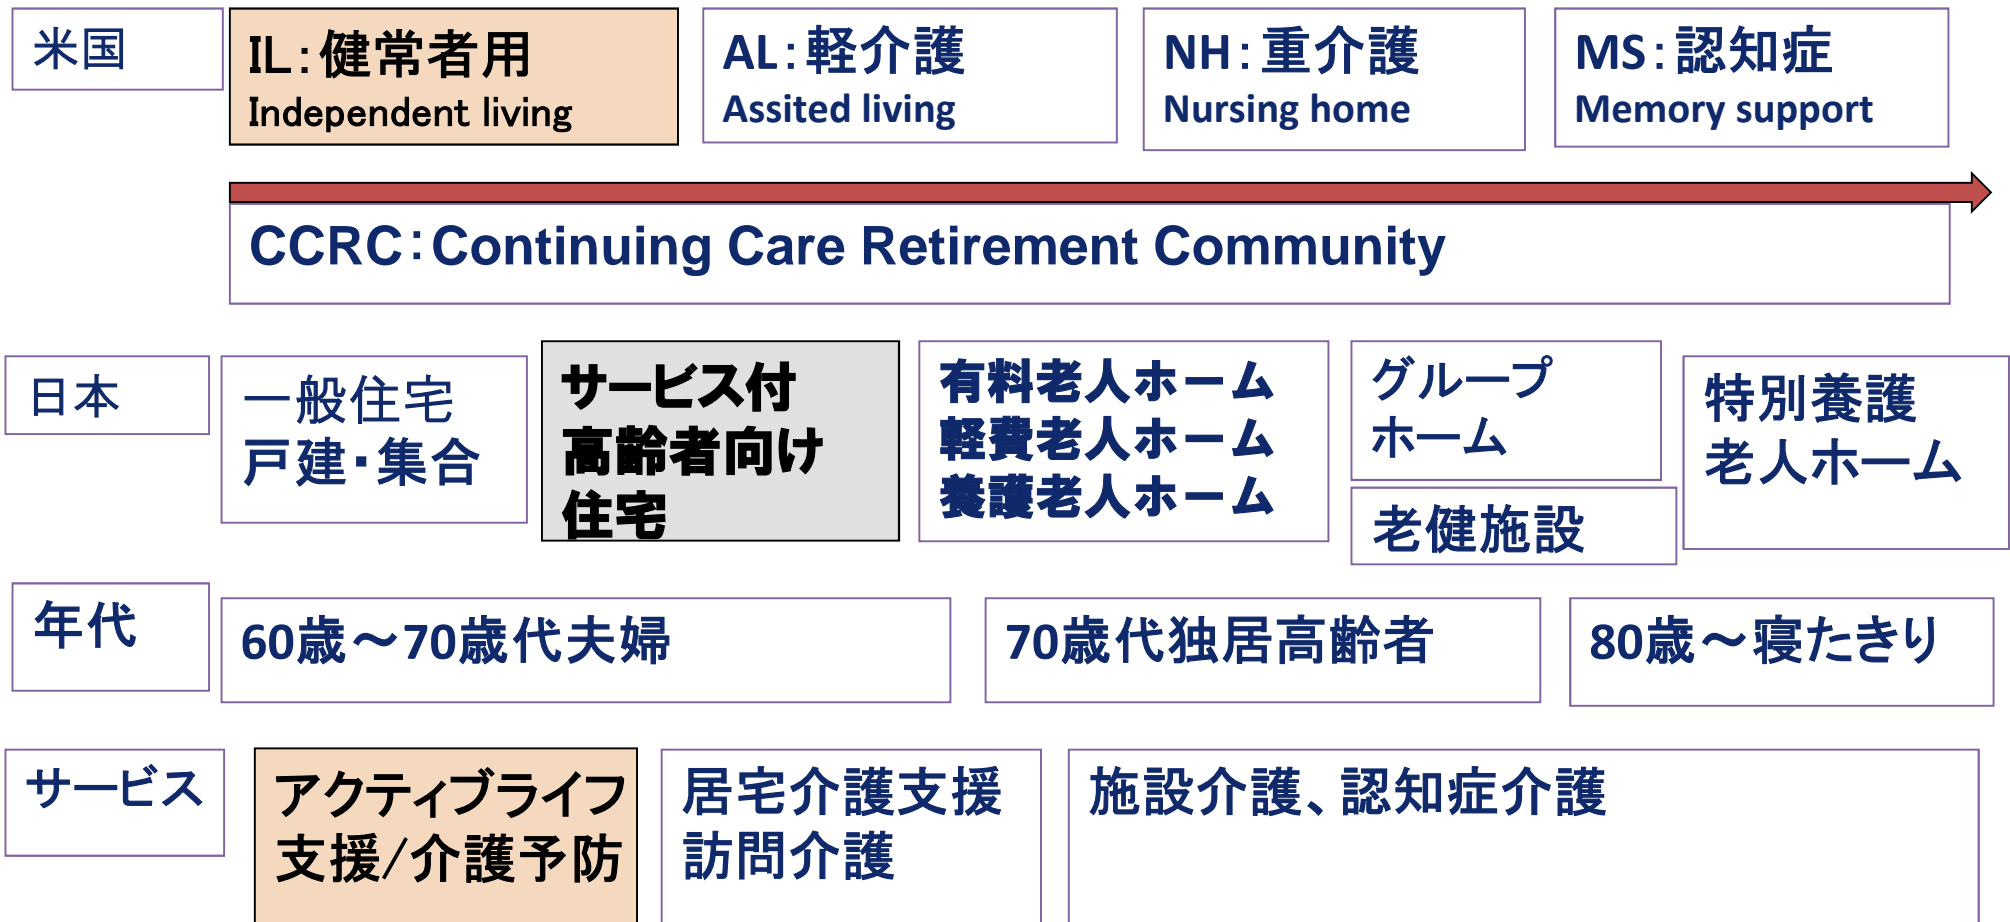 米国
IL：健常者用
Independent living
AL：軽介護
Assited living
NH：重介護
Nursing home
MS：認知症
Memory support
CCRC：Continuing Care Retirement Community
日本
一般住宅
戸建・集合
サービス付
高齢者向け
住宅
有料老人ホーム
軽費老人ホーム
養護老人ホーム
グループ
ホーム
老健施設
特別養護
老人ホーム
年代
60歳～70歳代夫婦
70歳代独居高齢者
80歳～寝たきり
サービス
アクティブライフ
支援/介護予防
居宅介護支援
訪問介護
施設介護、認知症介護